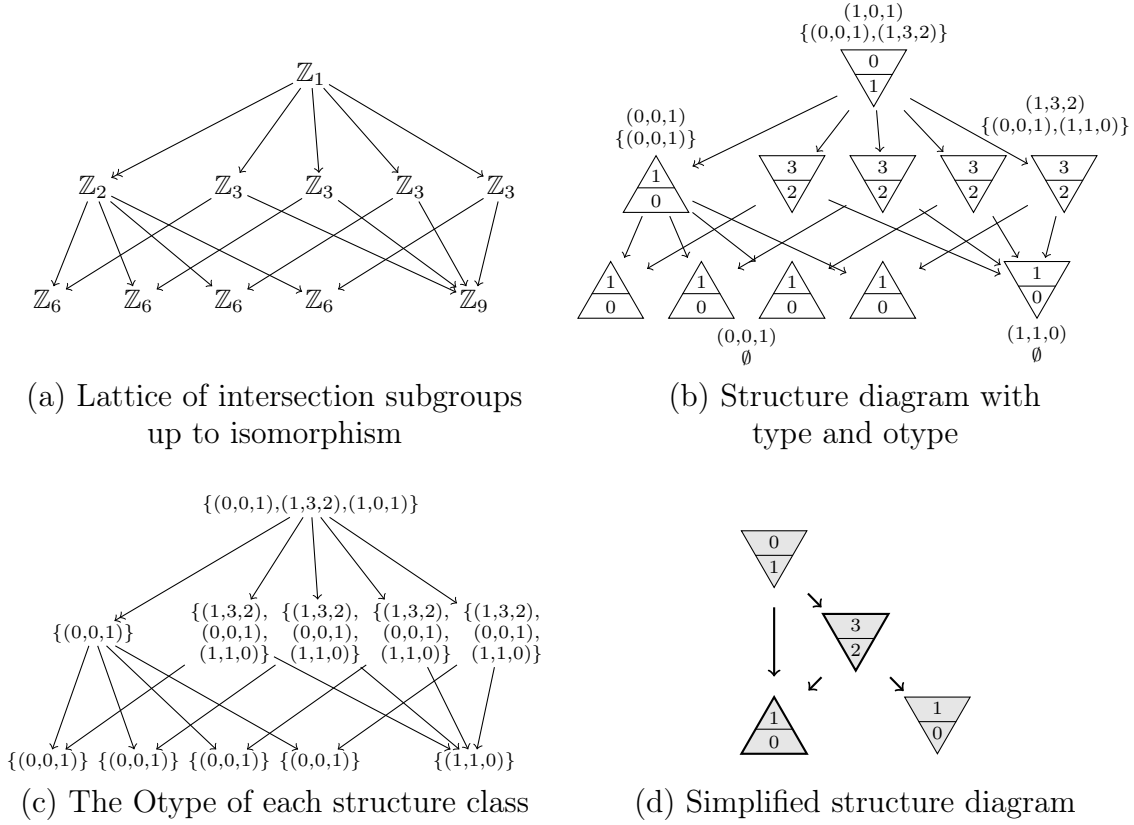 ℤ₁
ℤ₂ ℤ₃ ℤ₃ ℤ₃ ℤ₃
ℤ₆ ℤ₆ ℤ₆ ℤ₆ ℤ₉
(a) Lattice of intersection subgroups
up to isomorphism
(1,0,1)
{(0,0,1),(1,3,2)}
0
1
(0,0,1)
{(0,0,1)}
(1,3,2)
{(0,0,1),(1,1,0)}
1 3 3 3 3
0 2 2 2 2
1 1 1 1 1
0 0 0 0 0
(0,0,1)
∅
(1,1,0)
∅
(b) Structure diagram with
type and otype
{(0,0,1),(1,3,2),(1,0,1)}
{(0,0,1)}
{(1,3,2), {(1,3,2), {(1,3,2), {(1,3,2),
(0,0,1), (0,0,1), (0,0,1), (0,0,1),
(1,1,0)} (1,1,0)} (1,1,0)} (1,1,0)}
{(0,0,1)} {(0,0,1)} {(0,0,1)} {(0,0,1)} {(1,1,0)}
(c) The Otype of each structure class
0
1
3
2
1 1
0 0
(d) Simplified structure diagram